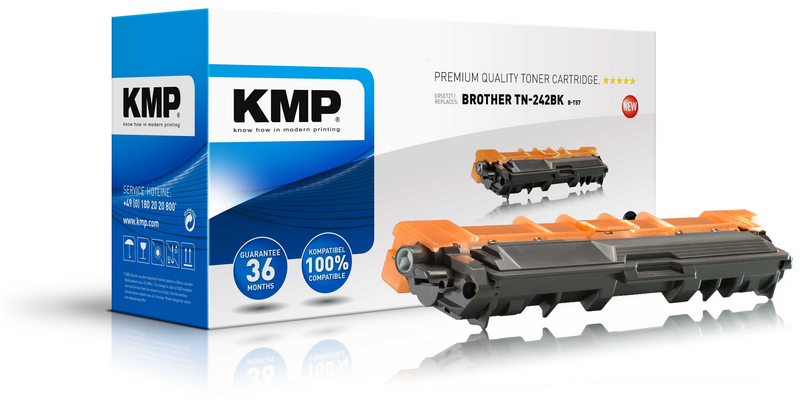 KMP®
know how in modern printing
SERVICE-HOTLINE:
+49 (0) 180 20 20 800*
www.kmp.com
KMP®
know how in modern printing
GUARANTEE
36
MONTHS
KOMPATIBEL
100%
COMPATIBLE
PREMIUM QUALITY TONER CARTRIDGE.
ERSETZT/
REPLACES:
BROTHER TN-242BK B-T57
NEW